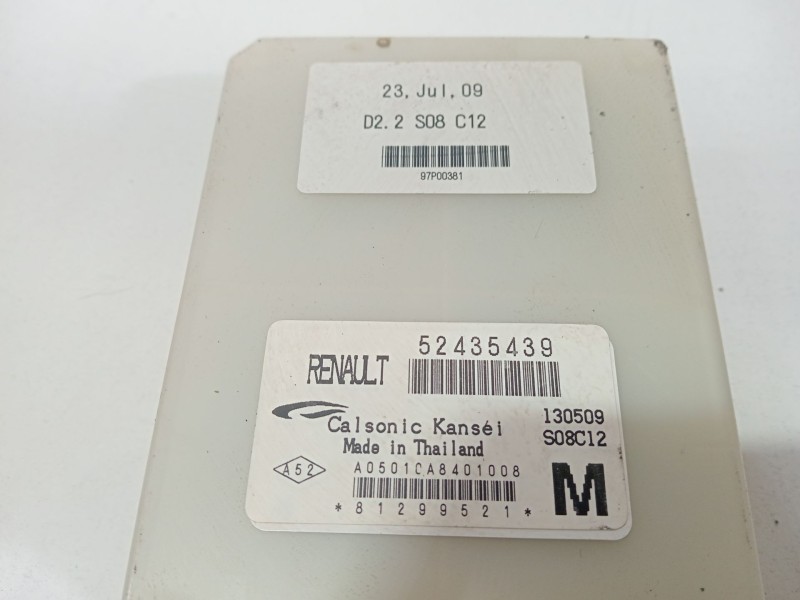 23, Jul, 09
D2. 2 S08 C12
97P00381
RENAULT 52435439
Calsonic Kanséi 130509
Made in Thailand S08C12
A52 A0501CA8401008
*81299521* M